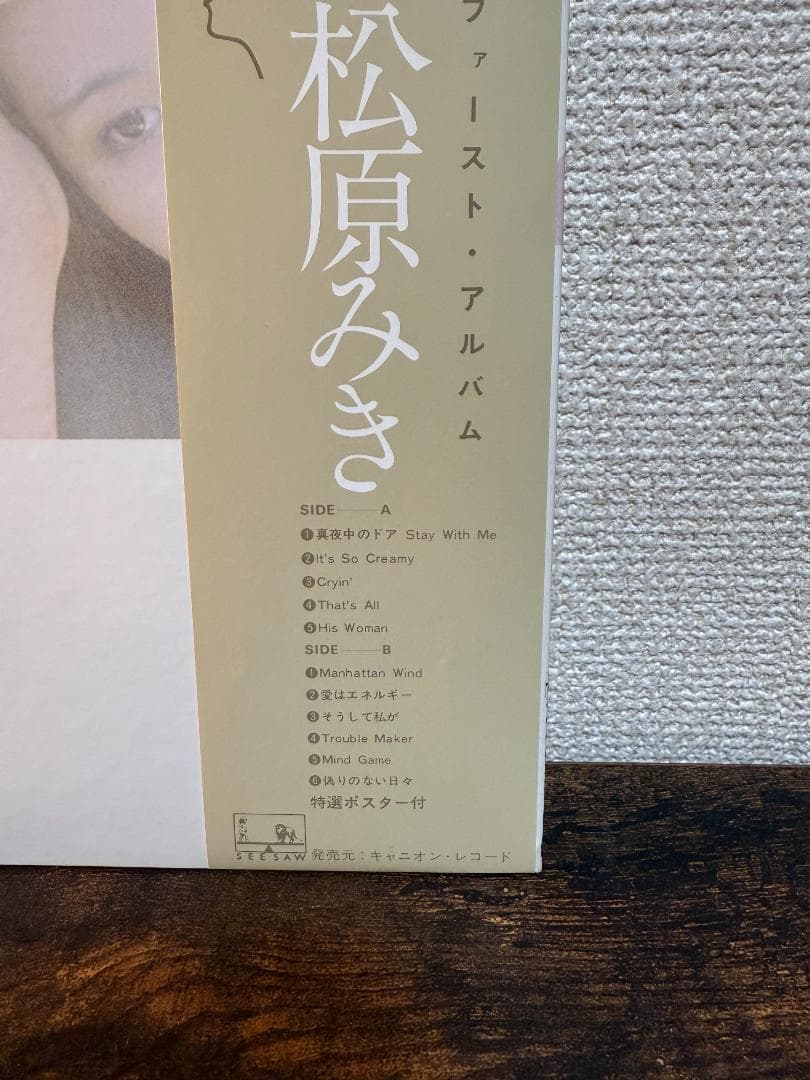 ファースト・アルバム
松原みき
SIDE——A
❶真夜中のドア Stay With Me
❷It's So Creamy
❸Cryin'
❹That's All
❺His Woman
SIDE——B
❶Manhattan Wind
❷愛はエネルギー
❸そうして私が
❹Trouble Maker
❺Mind Game
❻偽りのない日々
特選ポスター付
SEE·SAW 発売元：キャニオン・レコード